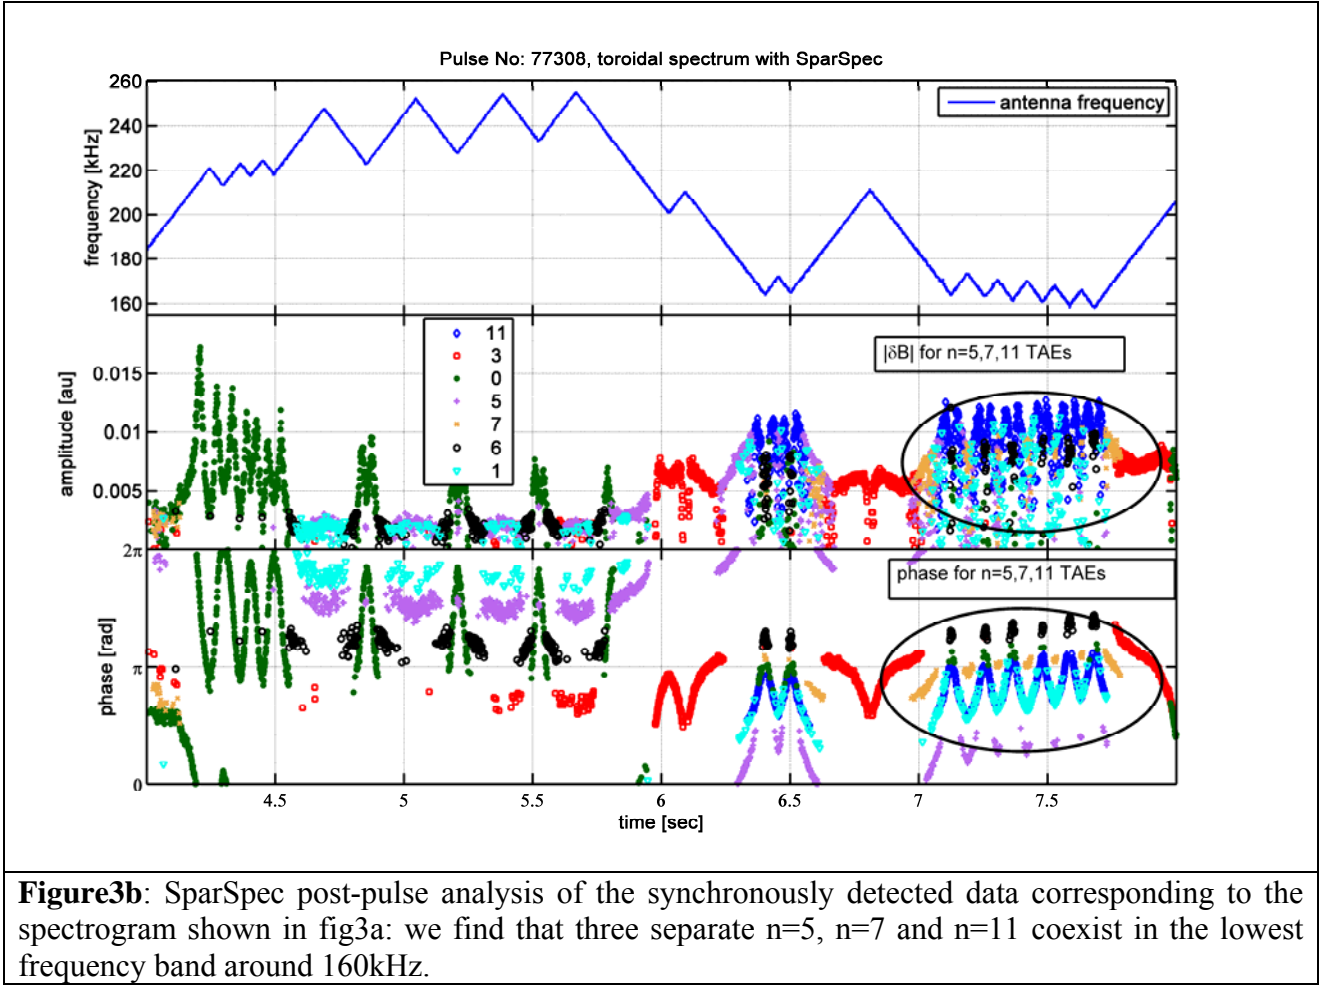 Pulse No: 77308, toroidal spectrum with SparSpec
260
240
220
200
180
160
frequency [kHz]
antenna frequency
0.015
0.01
0.005
amplitude [au]
11
3
0
5
7
6
1
|δB| for n=5,7,11 TAEs
2π
π
0
phase [rad]
phase for n=5,7,11 TAEs
4.5 5 5.5 6 6.5 7 7.5
time [sec]
Figure3b: SparSpec post-pulse analysis of the synchronously detected data corresponding to the
spectrogram shown in fig3a: we find that three separate n=5, n=7 and n=11 coexist in the lowest
frequency band around 160kHz.